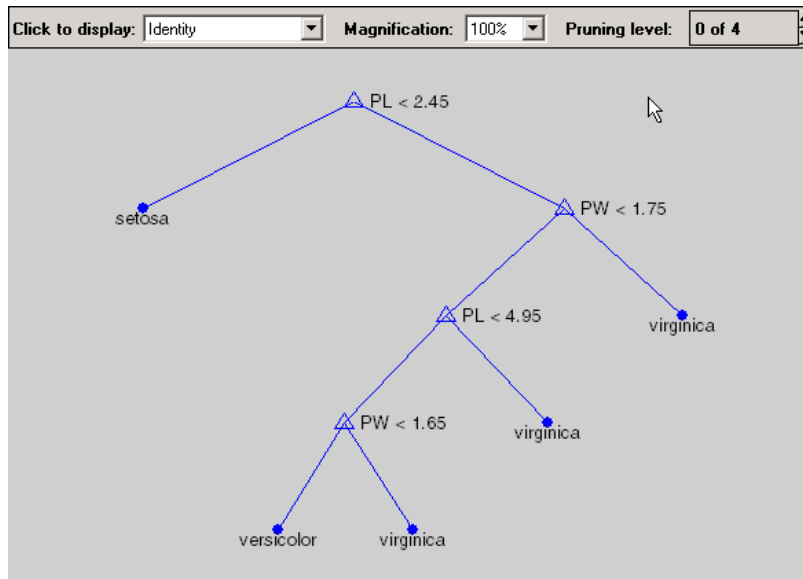 Click to display: Identity Magnification: 100% Pruning level: 0 of 4
PL < 2.45
setosa
PW < 1.75
PL < 4.95
virginica
PW < 1.65
virginica
versicolor
virginica